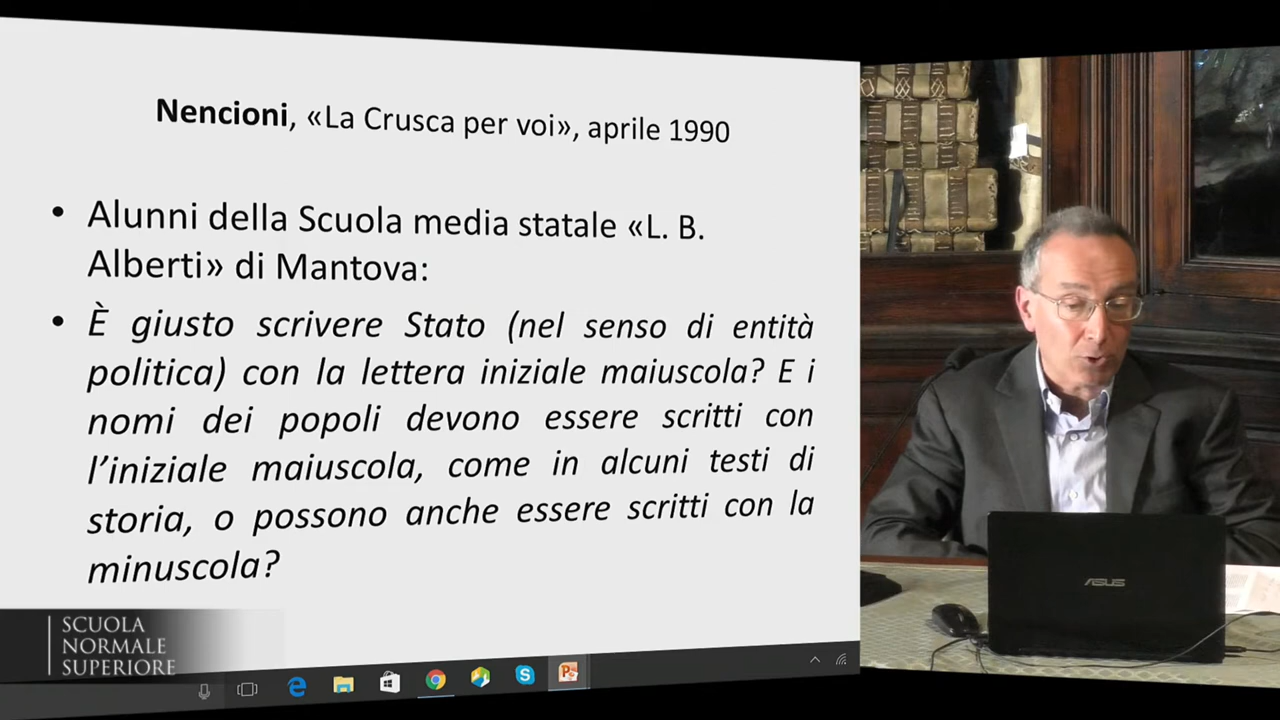 Nencioni, «La Crusca per voi», aprile 1990
• Alunni della Scuola media statale «L. B.
Alberti» di Mantova:
• È giusto scrivere Stato (nel senso di entità
politica) con la lettera iniziale maiuscola? E i
nomi dei popoli devono essere scritti con
l’iniziale maiuscola, come in alcuni testi di
storia, o possono anche essere scritti con la
minuscola?
SCUOLA
NORMALE
SUPERIORE
ASUS